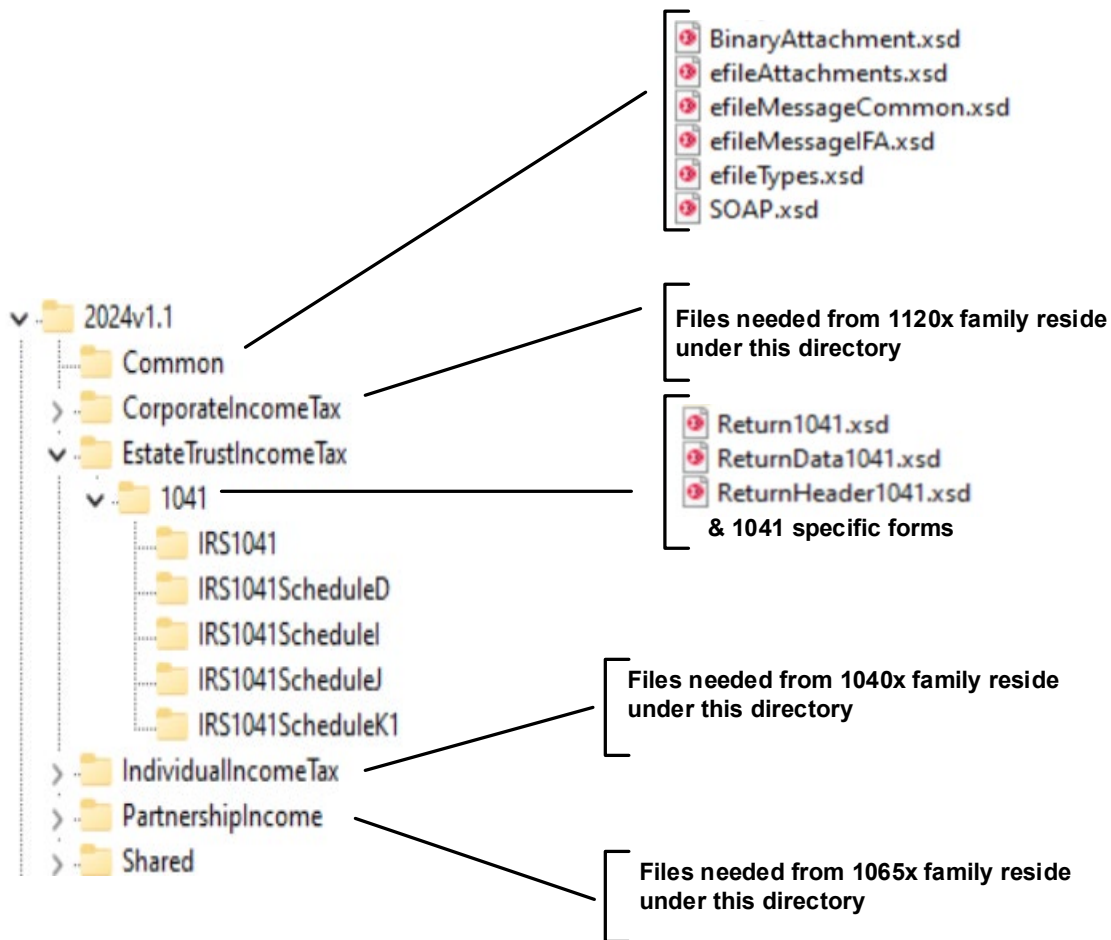 BinaryAttachment.xsd
efileAttachments.xsd
efileMessageCommon.xsd
efileMessageIFA.xsd
efileTypes.xsd
SOAP.xsd
2024v1.1
Common
CorporateIncomeTax
EstateTrustIncomeTax
1041
IRS1041
IRS1041ScheduleD
IRS1041ScheduleI
IRS1041ScheduleJ
IRS1041ScheduleK1
IndividualIncomeTax
PartnershipIncome
Shared
Files needed from 1120x family reside
under this directory
Return1041.xsd
ReturnData1041.xsd
ReturnHeader1041.xsd
& 1041 specific forms
Files needed from 1040x family reside
under this directory
Files needed from 1065x family reside
under this directory